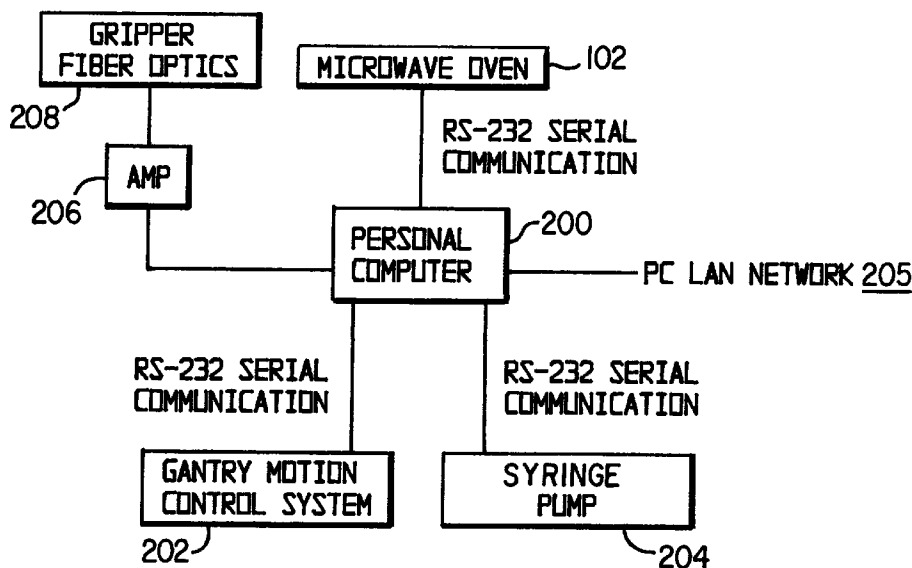 GRIPPER
FIBER OPTICS
208
MICROWAVE OVEN
102
RS-232 SERIAL
COMMUNICATION
AMP
206
PERSONAL
COMPUTER
200
PC LAN NETWORK 205
RS-232 SERIAL
COMMUNICATION
RS-232 SERIAL
COMMUNICATION
GANTRY MOTION
CONTROL SYSTEM
202
SYRINGE
PUMP
204